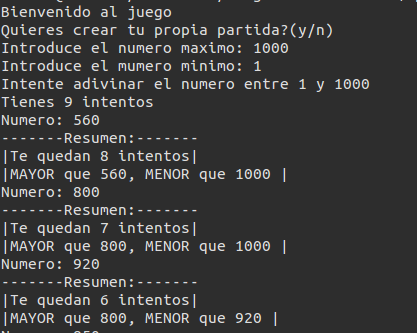 Bienvenido al juego
Quieres crear tu propia partida?(y/n)
Introduce el numero maximo: 1000
Introduce el mumero minimo: 1
Intente adivinar el numero entre 1 y 1000
Tienes 9 intentos
Numero: 560
-------Resumen:-------
|Te quedan 8 intentos|
|MAYOR que 560, MENOR que 1000 |
Numero: 800
-------Resumen:-------
|Te quedan 7 intentos|
|MAYOR que 800, MENOR que 1000 |
Numero: 920
-------Resumen:-------
|Te quedan 6 intentos|
|MAYOR que 800, MENOR que 920 |